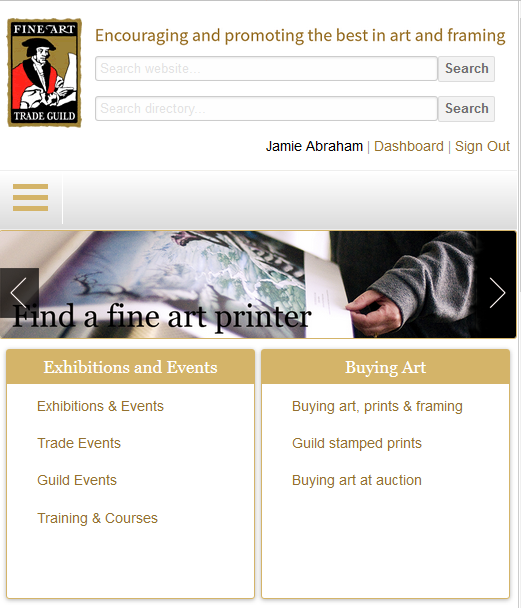 FINE ART
TRADE GUILD
Encouraging and promoting the best in art and framing
Search website... Search
Search directory... Search
Jamie Abraham | Dashboard | Sign Out
Find a fine art printer
Exhibitions and Events
Exhibitions & Events
Trade Events
Guild Events
Training & Courses
Buying Art
Buying art, prints & framing
Guild stamped prints
Buying art at auction